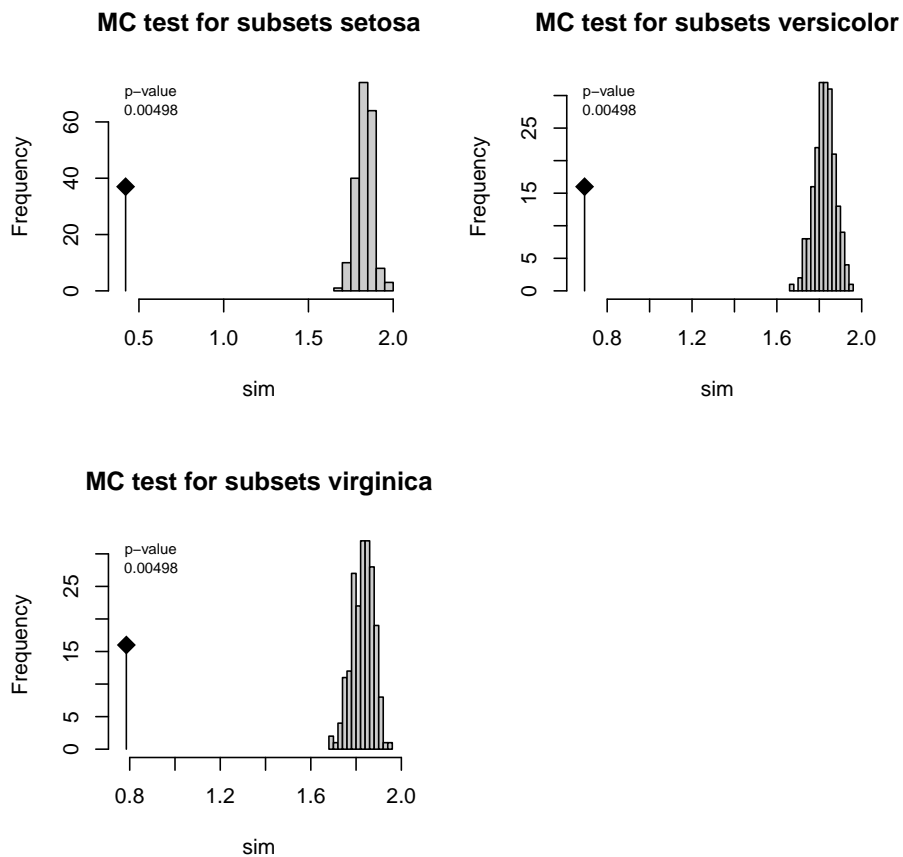 MC test for subsets setosa
p−value
0.00498
Frequency
0 20 40 60
0.5 1.0 1.5 2.0
sim
MC test for subsets versicolor
p−value
0.00498
Frequency
0 5 15 25
0.8 1.2 1.6 2.0
sim
MC test for subsets virginica
p−value
0.00498
Frequency
0 5 15 25
0.8 1.2 1.6 2.0
sim